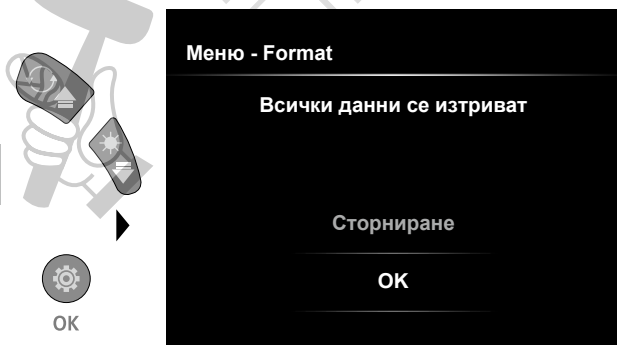 Меню - Format
Всички данни се изтриват
Сторниране
OK
OK